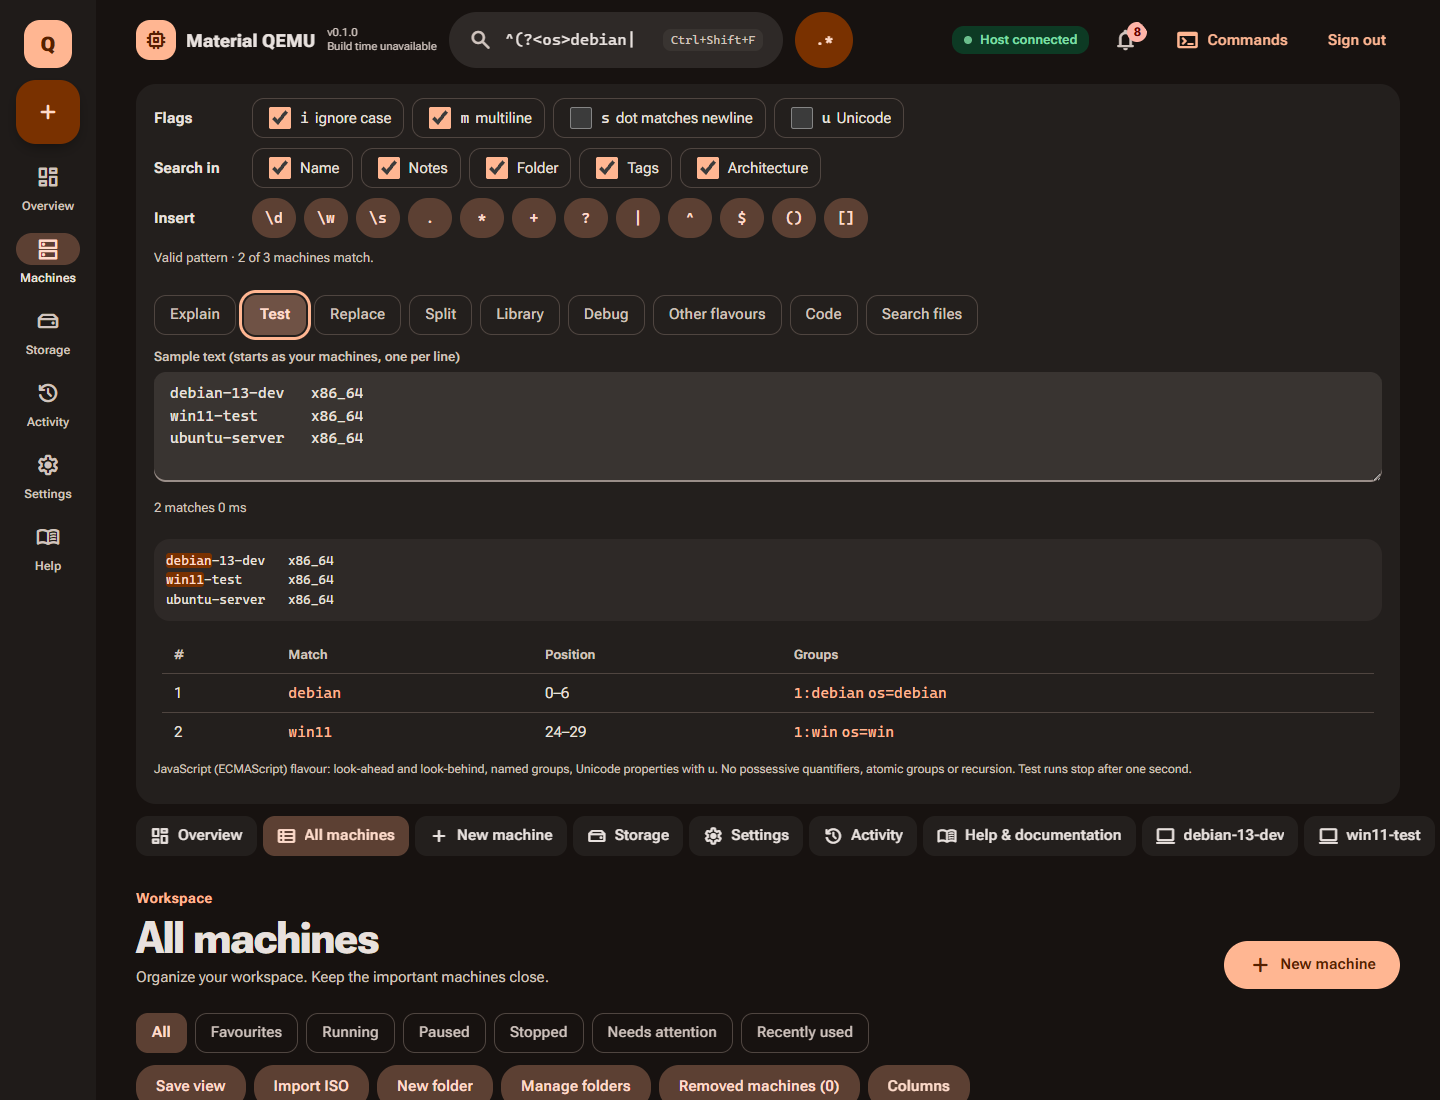 Q
Material QEMU
v0.1.0
Build time unavailable
^(?<os>debian|
Ctrl+Shift+F
.*
Host connected
8
Commands
Sign out
+
Overview
Machines
Storage
Activity
Settings
Help
Flags
i ignore case
m multiline
s dot matches newline
u Unicode
Search in
Name
Notes
Folder
Tags
Architecture
Insert
\d
\w
\s
.
*
+
?
|
^
$
()
[]
Valid pattern · 2 of 3 machines match.
Explain
Test
Replace
Split
Library
Debug
Other flavours
Code
Search files
Sample text (starts as your machines, one per line)
debian-13-dev x86_64
win11-test x86_64
ubuntu-server x86_64
2 matches 0 ms
debian-13-dev x86_64
win11-test x86_64
ubuntu-server x86_64
# Match Position Groups
1 debian 0–6 1:debian os=debian
2 win11 24–29 1:win os=win
JavaScript (ECMAScript) flavour: look-ahead and look-behind, named groups, Unicode properties with u. No possessive quantifiers, atomic groups or recursion. Test runs stop after one second.
Overview
All machines
+ New machine
Storage
Settings
Activity
Help & documentation
debian-13-dev
win11-test
Workspace
All machines
Organize your workspace. Keep the important machines close.
+ New machine
All
Favourites
Running
Paused
Stopped
Needs attention
Recently used
Save view
Import ISO
New folder
Manage folders
Removed machines (0)
Columns